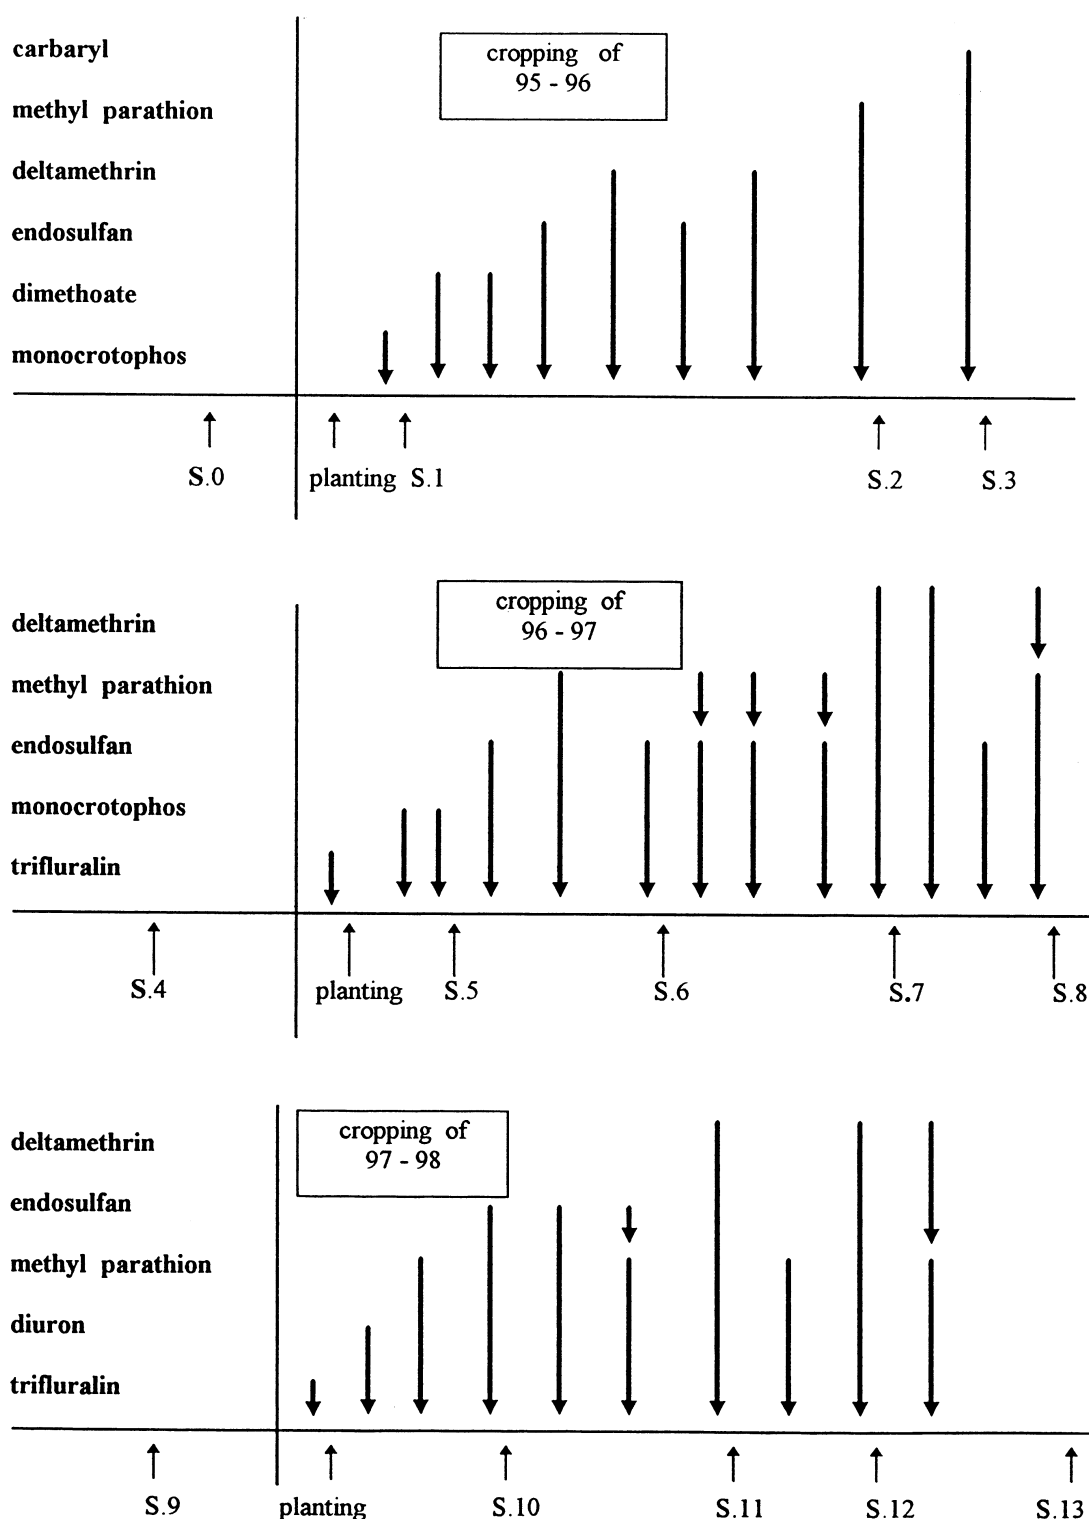 carbaryl
cropping of
95 - 96
methyl parathion
deltamethrin
endosulfan
dimethoate
monocrotophos
S.0 planting S.1 S.2 S.3
cropping of
96 - 97
deltamethrin
methyl parathion
endosulfan
monocrotophos
trifluralin
S.4 planting S.5 S.6 S.7 S.8
cropping of
97 - 98
deltamethrin
endosulfan
methyl parathion
diuron
trifluralin
S.9 planting S.10 S.11 S.12 S.13